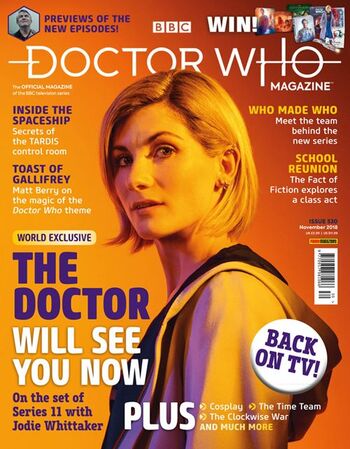 PREVIEWS OF THE
NEW EPISODES!
BBC
WIN!
DOCTOR WHO
MAGAZINE
The OFFICIAL MAGAZINE
of the BBC television series
INSIDE THE
SPACESHIP
Secrets of
the TARDIS
control room
TOAST OF
GALLIFREY
Matt Berry on
the magic of the
Doctor Who theme
WHO MADE WHO
Meet the team
behind the
new series
SCHOOL
REUNION
The Fact of
Fiction explores
a class act
ISSUE 530
November 2018
WORLD EXCLUSIVE
THE
DOCTOR
WILL SEE
YOU NOW
On the set of
Series 11 with
Jodie Whittaker
BACK
ON TV!
PLUS
Cosplay
The Time Team
The Clockwise War
AND MUCH MORE